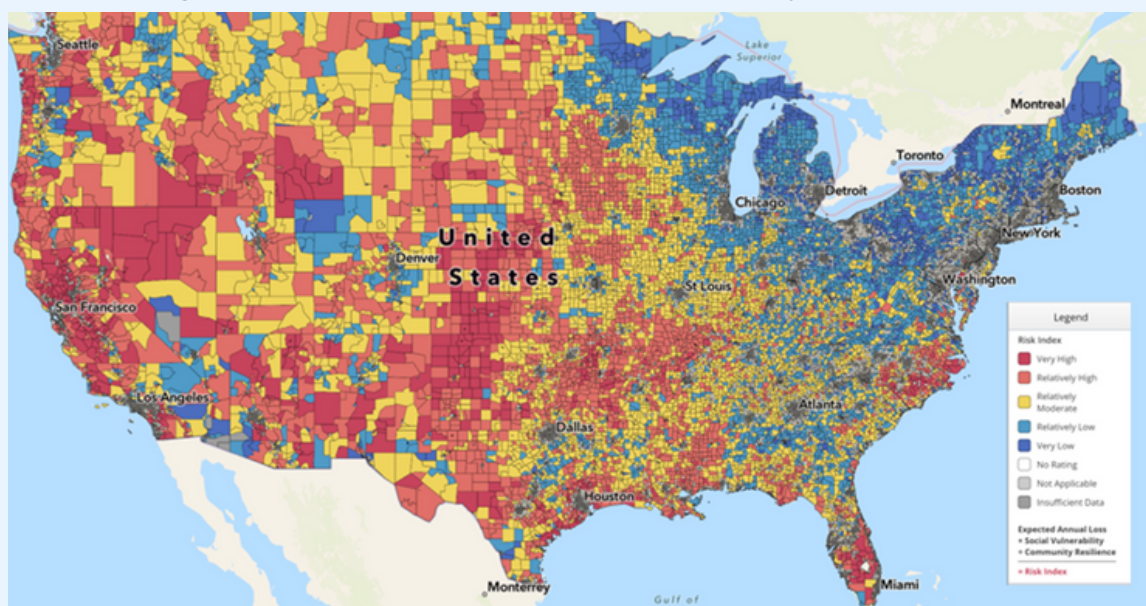 Seattle
Lake
Superior
Montreal
Toronto
Boston
Detroit
Chicago
New York
United
States
Denver
Washington
St Louis
San Francisco
Los Angeles
Atlanta
Dallas
Houston
Monterrey
Miami
Gulf of
Legend
Risk Index
Very High
Relatively High
Relatively
Moderate
Relatively Low
Very Low
No Rating
Not Applicable
Insufficient Data
Expected Annual Loss
+ Social Vulnerability
÷ Community Resilience
= Risk Index